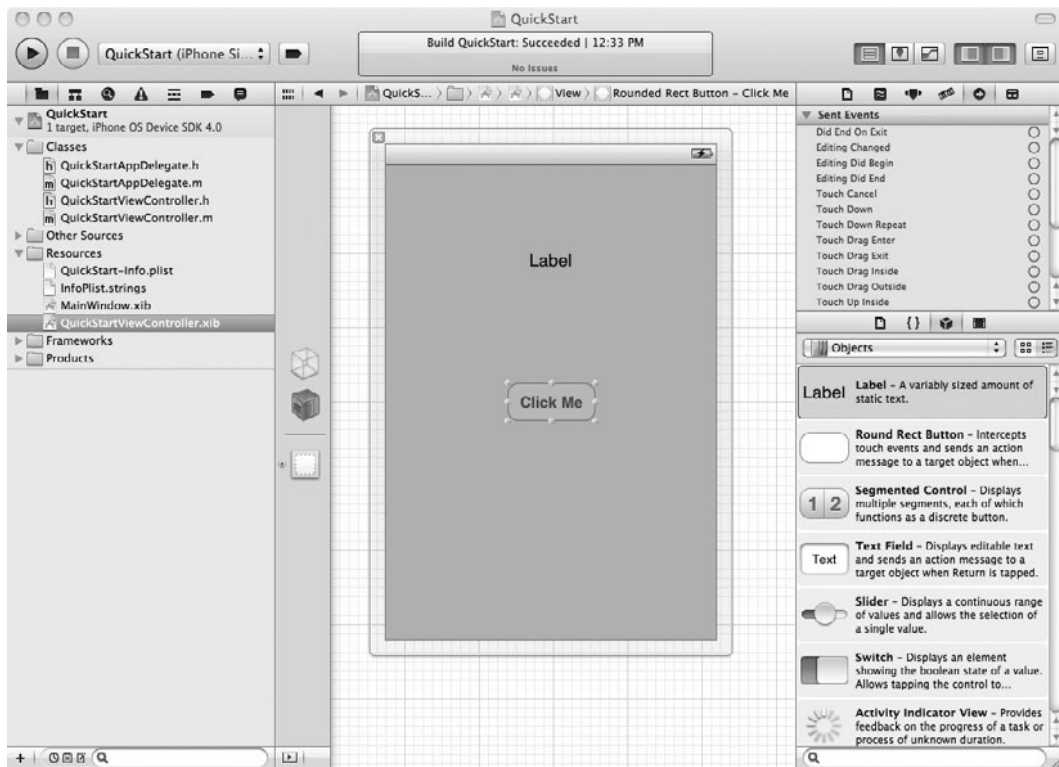 QuickStart
QuickStart (iPhone Si...
Build QuickStart: Succeeded | 12:33 PM
No Issues
QuickS...
View
Rounded Rect Button – Click Me
QuickStart
1 target, iPhone OS Device SDK 4.0
Classes
h QuickStartAppDelegate.h
m QuickStartAppDelegate.m
h QuickStartViewController.h
m QuickStartViewController.m
Other Sources
Resources
QuickStart-Info.plist
InfoPlist.strings
MainWindow.xib
QuickStartViewController.xib
Frameworks
Products
Label
Click Me
Sent Events
Did End On Exit
Editing Changed
Editing Did Begin
Editing Did End
Touch Cancel
Touch Down
Touch Down Repeat
Touch Drag Enter
Touch Drag Exit
Touch Drag Inside
Touch Drag Outside
Touch Up Inside
{}
Objects
Label
Label – A variably sized amount of
static text.
Round Rect Button – Intercepts
touch events and sends an action
message to a target object when...
1 2
Segmented Control – Displays
multiple segments, each of which
functions as a discrete button.
Text
Text Field – Displays editable text
and sends an action message to a
target object when Return is tapped.
Slider – Displays a continuous range
of values and allows the selection of
a single value.
Switch – Displays an element
showing the boolean state of a value.
Allows tapping the control to...
Activity Indicator View – Provides
feedback on the progress of a task or
process of unknown duration.